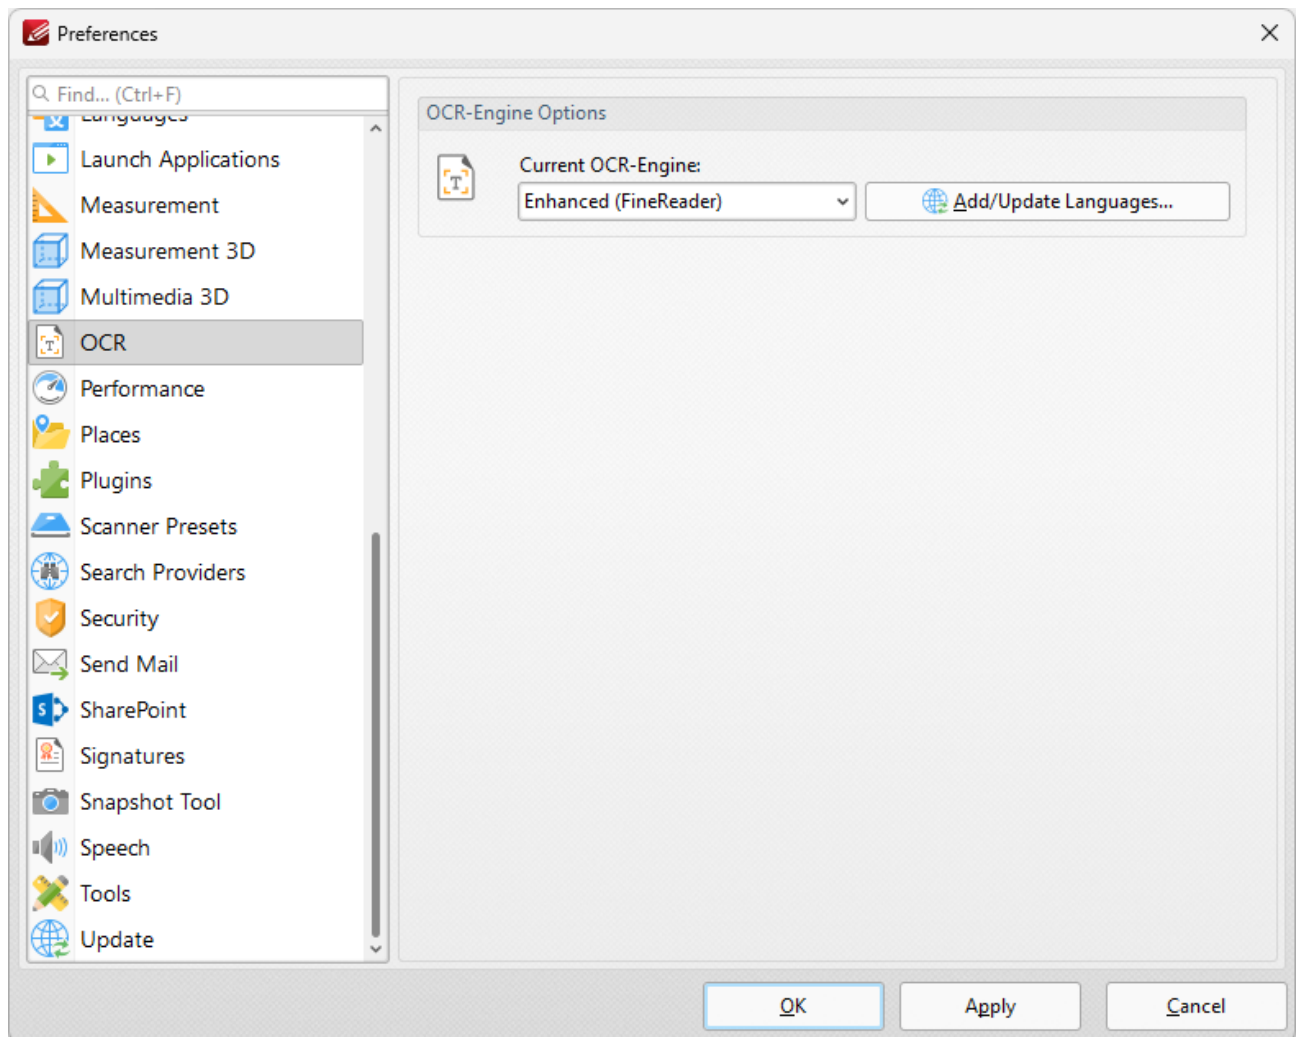 Preferences
Find... (Ctrl+F)
Languages
Launch Applications
Measurement
Measurement 3D
Multimedia 3D
OCR
Performance
Places
Plugins
Scanner Presets
Search Providers
Security
Send Mail
SharePoint
Signatures
Snapshot Tool
Speech
Tools
Update
OCR-Engine Options
Current OCR-Engine:
Enhanced (FineReader)
Add/Update Languages...
OK
Apply
Cancel